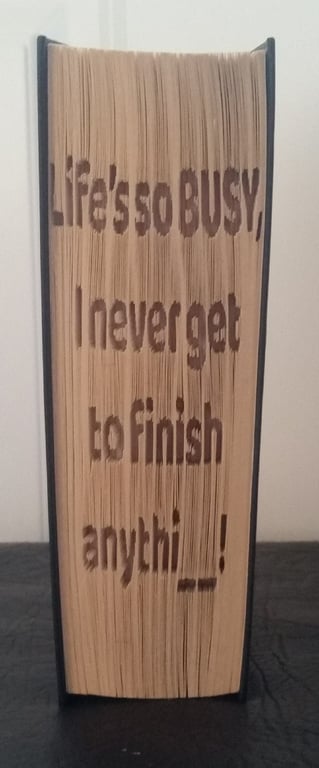 Life's so BUSY,
I never get
to finish
anythi__!